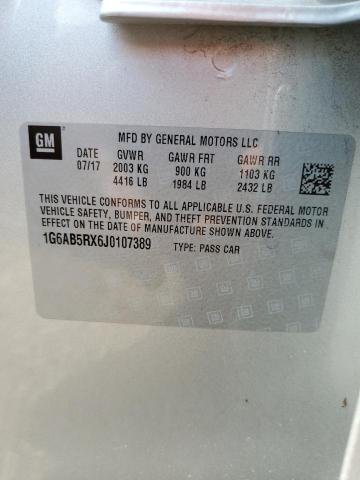 GM MFD BY GENERAL MOTORS LLC
DATE GVWR GAWR FRT GAWR RR
07/17 2003 KG 900 KG 1103 KG
4416 LB 1984 LB 2432 LB
THIS VEHICLE CONFORMS TO ALL APPLICABLE U.S. FEDERAL MOTOR
VEHICLE SAFETY, BUMPER, AND THEFT PREVENTION STANDARDS IN
EFFECT ON THE DATE OF MANUFACTURE SHOWN ABOVE.
1G6AB5RX6J0107389 TYPE: PASS CAR